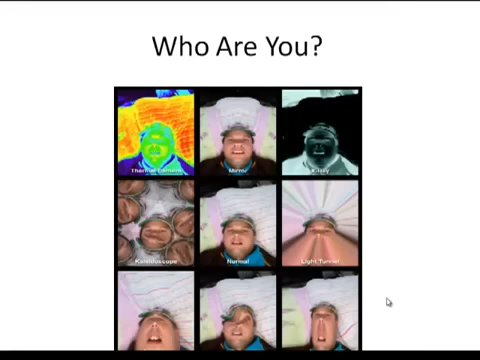 Who Are You?
Thermal Camera
Mirror
X-Ray
Kaleidoscope
Normal
Light Tunnel